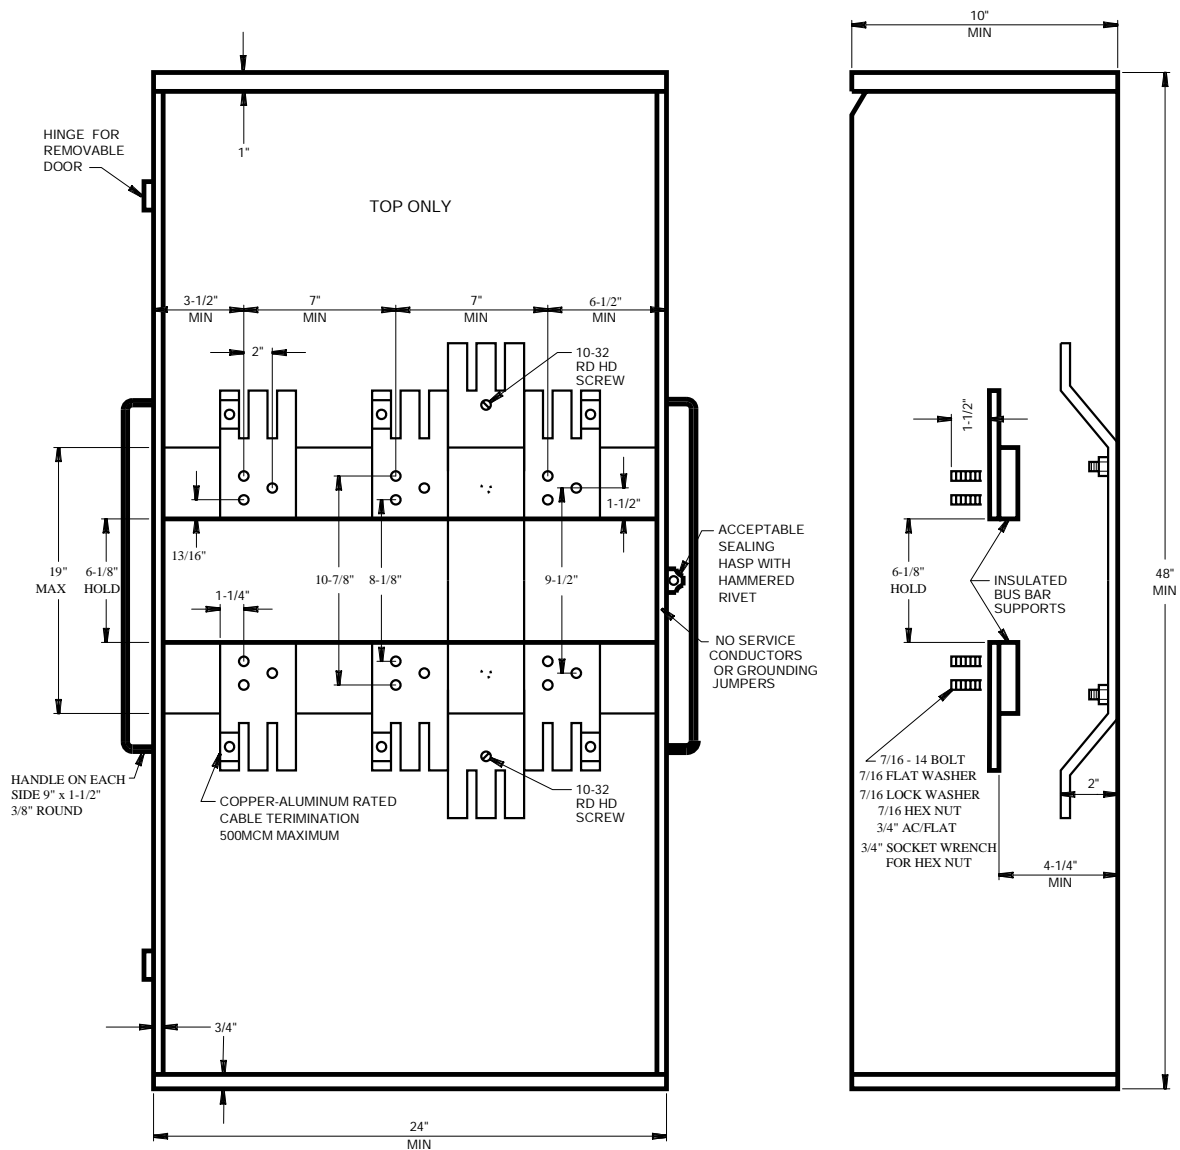 10"
MIN
HINGE FOR
REMOVABLE
DOOR
1"
TOP ONLY
3-1/2"
MIN
7"
MIN
7"
MIN
6-1/2"
MIN
2"
10-32
RD HD
SCREW
1-1/2"
1-1/2"
13/16"
19"
MAX
6-1/8"
HOLD
10-7/8"
8-1/8"
9-1/2"
1-1/4"
ACCEPTABLE
SEALING
HASP WITH
HAMMERED
RIVET
6-1/8"
HOLD
INSULATED
BUS BAR
SUPPORTS
48"
MIN
NO SERVICE
CONDUCTORS
OR GROUNDING
JUMPERS
HANDLE ON EACH
SIDE 9" x 1-1/2"
3/8" ROUND
COPPER-ALUMINUM RATED
CABLE TERIMINATION
500MCM MAXIMUM
10-32
RD HD
SCREW
7/16 - 14 BOLT
7/16 FLAT WASHER
7/16 LOCK WASHER
7/16 HEX NUT
3/4" AC/FLAT
3/4" SOCKET WRENCH
FOR HEX NUT
2"
4-1/4"
MIN
3/4"
24"
MIN